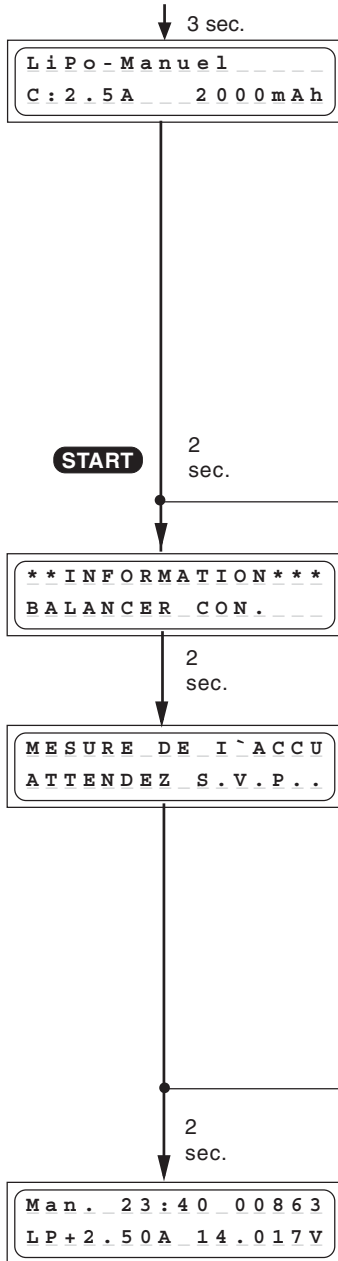 3 sec.
LiPo-Manuel
C:2.5A 2000mAh
START
2
sec.
**INFORMATION***
BALANCER CON.
2
sec.
MESURE DE I`ACCU
ATTENDEZ S.V.P..
2
sec.
Man. 23:40 00863
LP+2.50A 14.017V